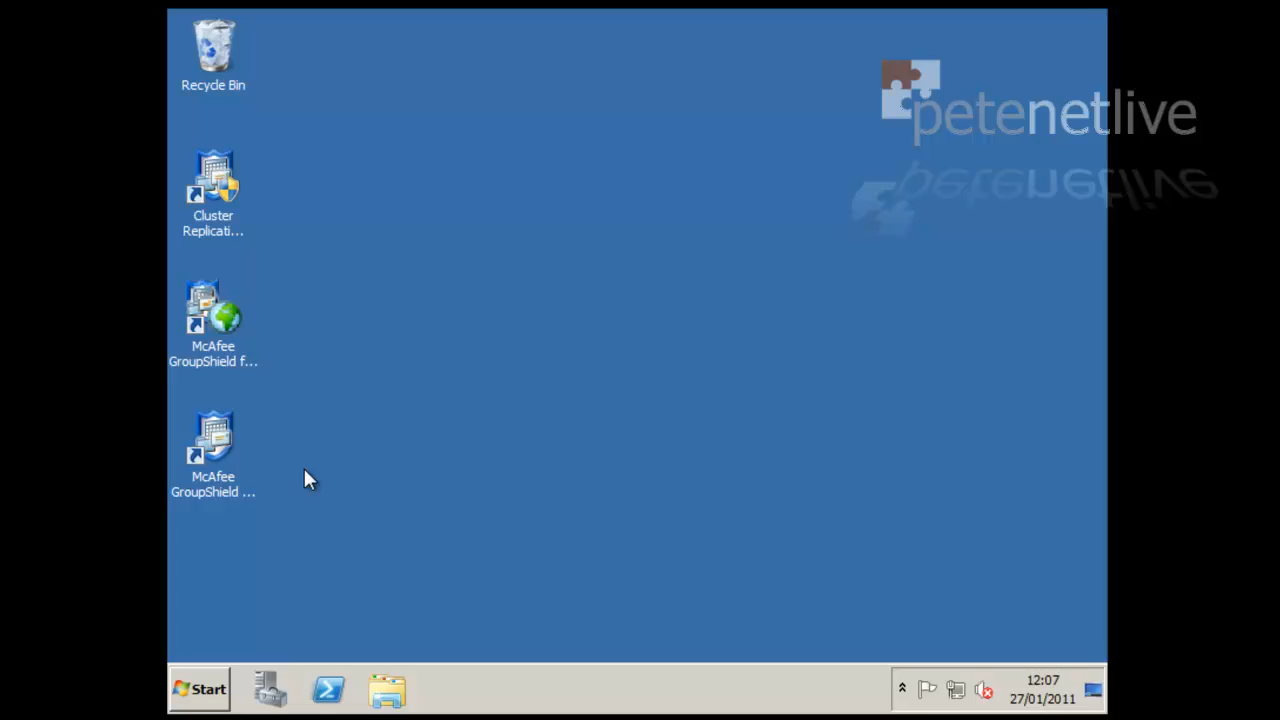 Recycle Bin
petenetlive
Cluster
Replicati...
McAfee
GroupShield f...
McAfee
GroupShield ...
Start
12:07
27/01/2011